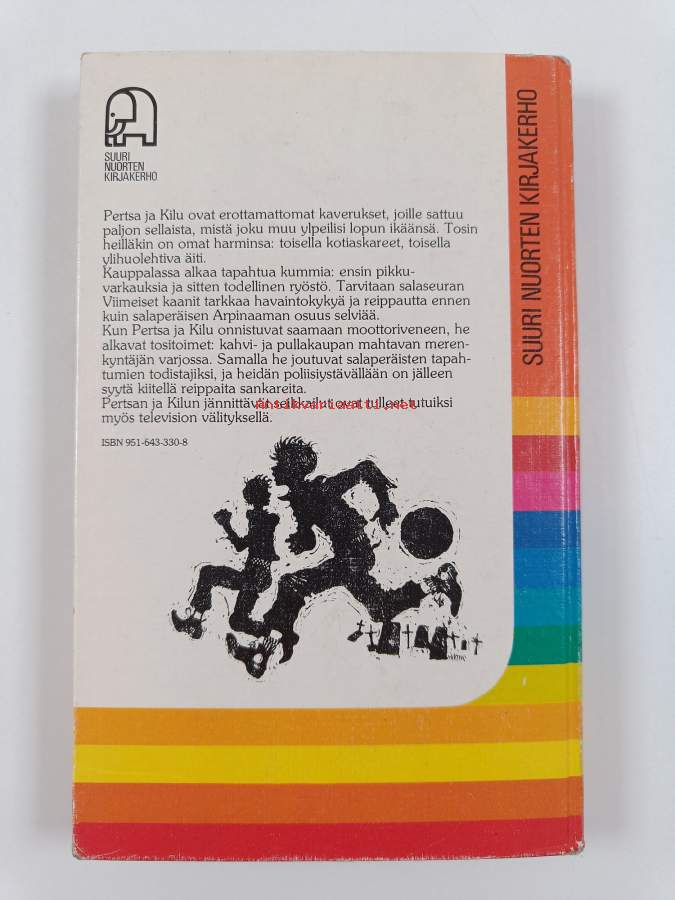 SUURI
NUORTEN
KIRJAKERHO
Pertsa ja Kilu ovat erottamattomat kaverukset, joille sattuu
paljon sellaista, mistä joku muu ylpeilisi lopun ikäänsä. Tosin
heilläkin on omat harminsa: toisella kotiaskareet, toisella
ylihuolehtiva äiti.
Kauppalassa alkaa tapahtua kummia: ensin pikku-
varkauksia ja sitten todellinen ryöstö. Tarvitaan salaseuran
Viimeiset kaanit tarkkaa havaintokykyä ja reippautta ennen
kuin salaperäisen Arpinaaman osuus selviää.
Kun Pertsa ja Kilu onnistuvat saamaan moottoriveneen, he
alkavat tositoimet: kahvi- ja pullakaupan mahtavan meren-
kyntäjän varjossa. Samalla he joutuvat salaperäisten tapah-
tumien todistajiksi, ja heidän poliisiystävällään on jälleen
syytä kiitellä reippaita sankareita.
Pertsan ja Kilun jännittävät seikkailut ovat tulleet tutuiksi
myös television välityksellä.
antikvariaatti.net
ISBN 951-643-330-8
SUURI NUORTEN KIRJAKERHO